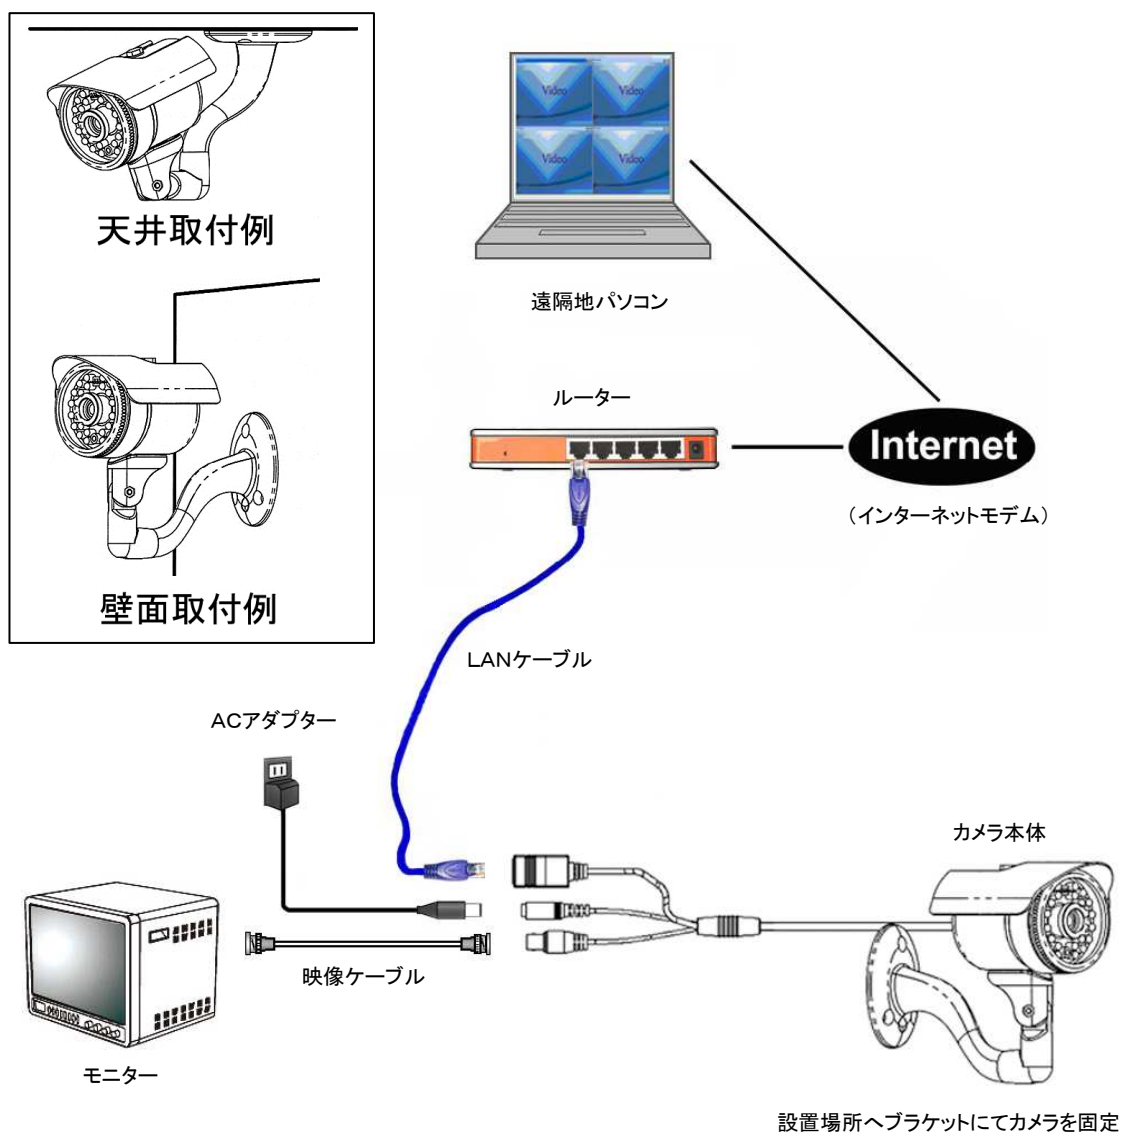 天井取付例
壁面取付例
Video
Video
Video
Video
遠隔地パソコン
ルーター
Internet
（インターネットモデム）
LANケーブル
ACアダプター
カメラ本体
映像ケーブル
モニター
設置場所へブラケットにてカメラを固定